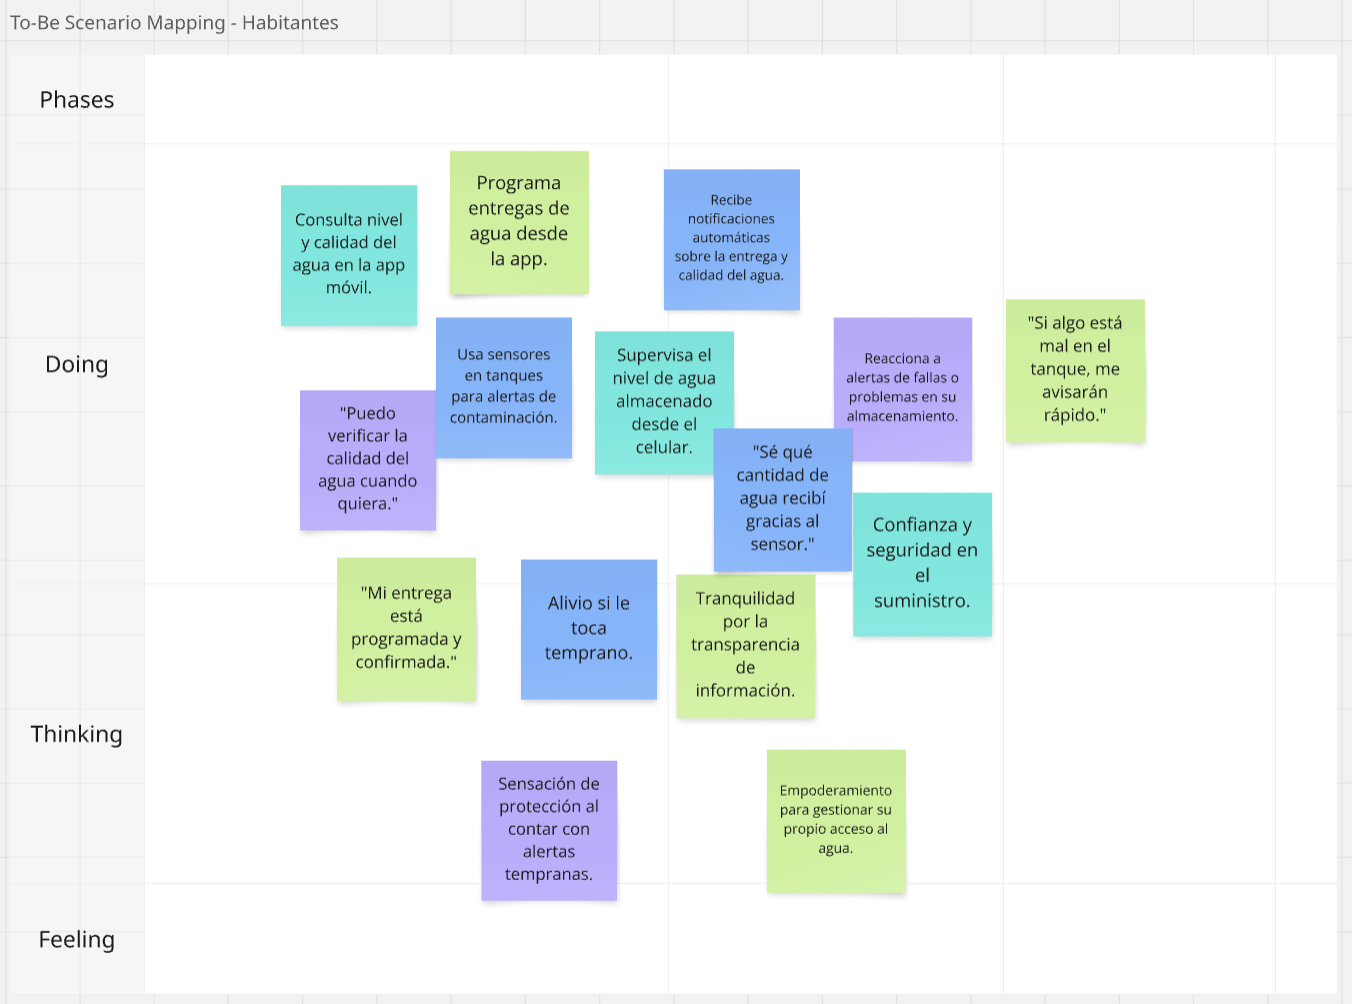 To-Be Scenario Mapping - Habitantes
Phases
Doing
Thinking
Feeling
Consulta nivel
y calidad del
agua en la app
móvil.
Programa
entregas de
agua desde
la app.
Recibe
notificaciones
automáticas
sobre la entrega y
calidad del agua.
Usa sensores
en tanques
para alertas de
contaminación.
Supervisa el
nivel de agua
almacenado
desde el
celular.
Reacciona a
alertas de fallas o
problemas en su
almacenamiento.
"Si algo está
mal en el
tanque, me
avisarán
rápido."
"Puedo
verificar la
calidad del
agua cuando
quiera."
"Sé qué
cantidad de
agua recibí
gracias al
sensor."
Confianza y
seguridad en
el
suministro.
"Mi entrega
está
programada y
confirmada."
Alivio si le
toca
temprano.
Tranquilidad
por la
transparencia
de
información.
Sensación de
protección al
contar con
alertas
tempranas.
Empoderamiento
para gestionar su
propio acceso al
agua.